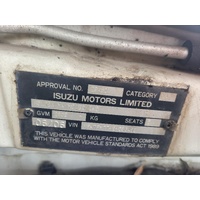 APPROVAL NO. CATEGORY
ISUZU MOTORS LIMITED
GVM KG SEATS
VIN
THIS VEHICLE WAS MANUFACTURED TO COMPLY
WITH THE MOTOR VEHICLE STANDARDS ACT 1989